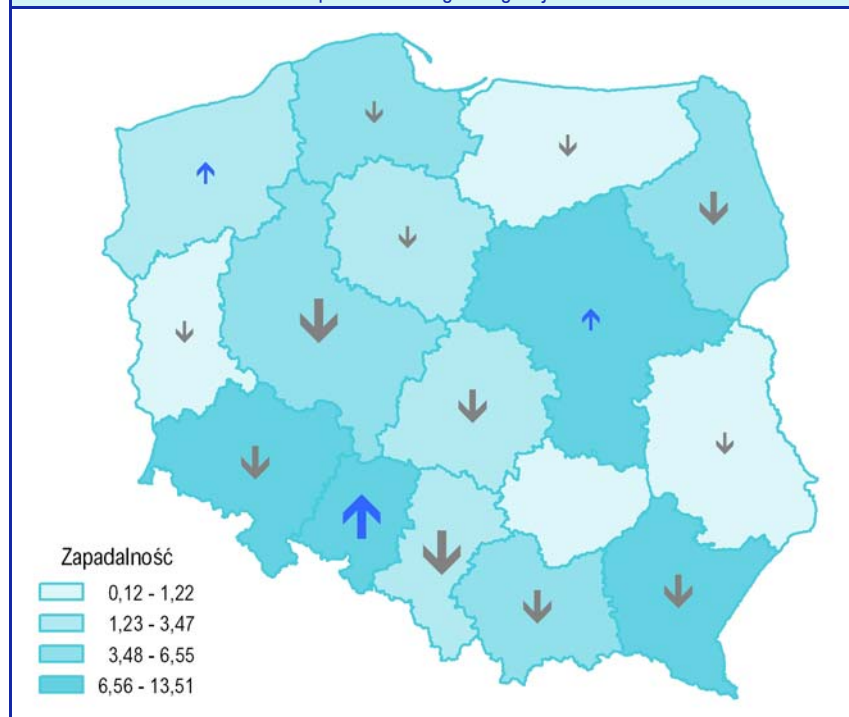 Zapadalność
0,12 - 1,22
1,23 - 3,47
3,48 - 6,55
6,56 - 13,51